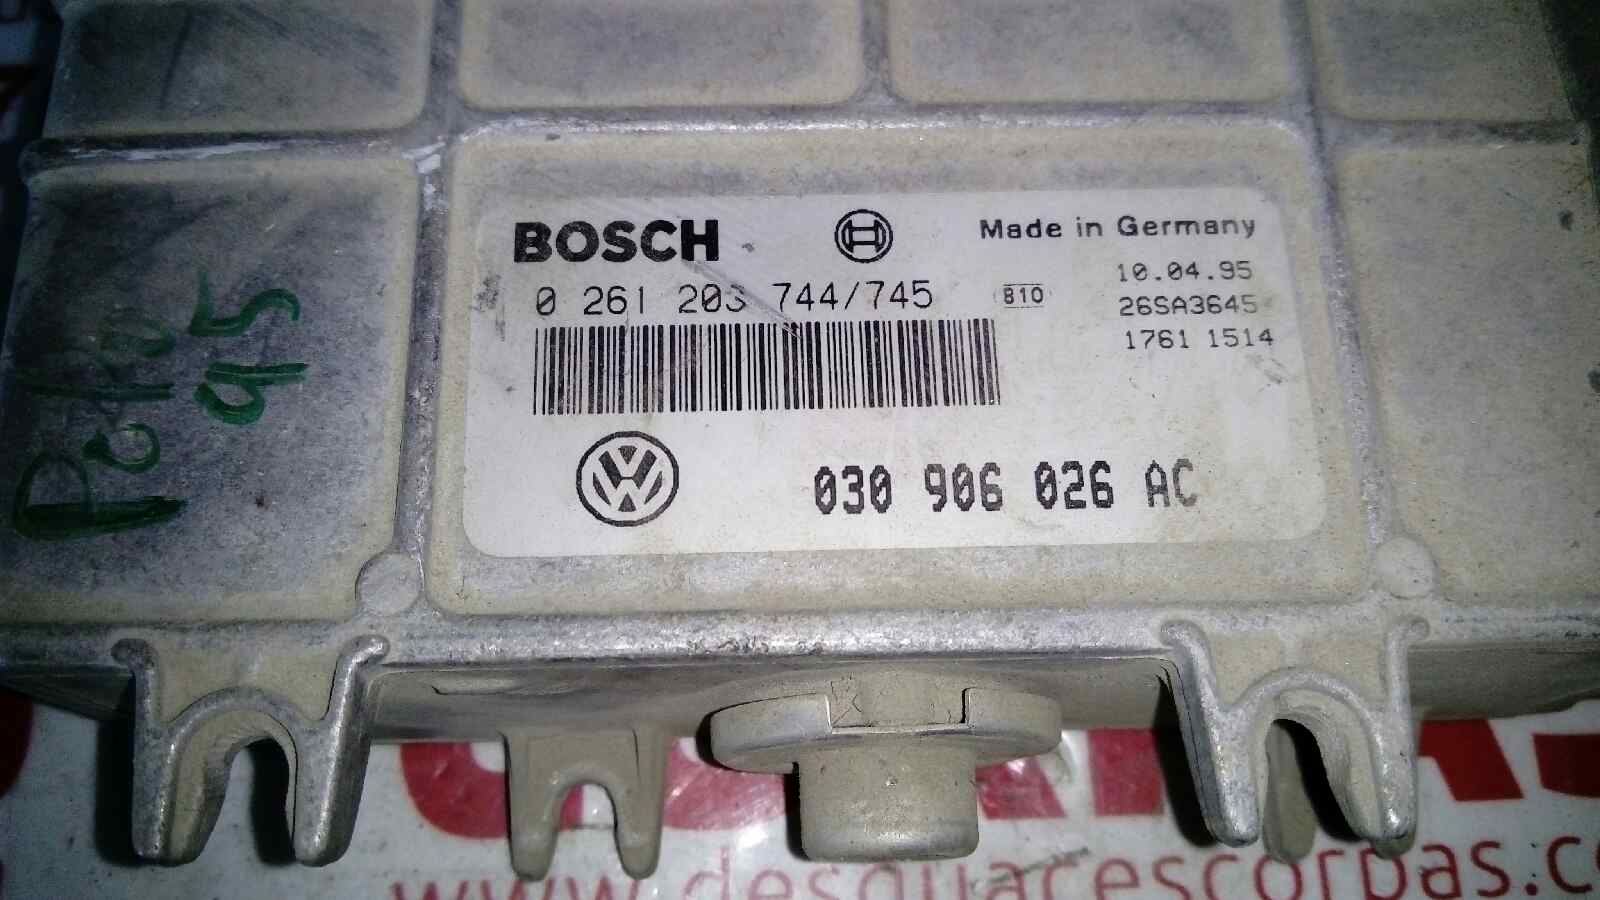 BOSCH
Made in Germany
0 261 203 744/745
810
10.04.95
26SA3645
1761 1514
030 906 026 AC
Polo
95
www.desguacescorpas.com